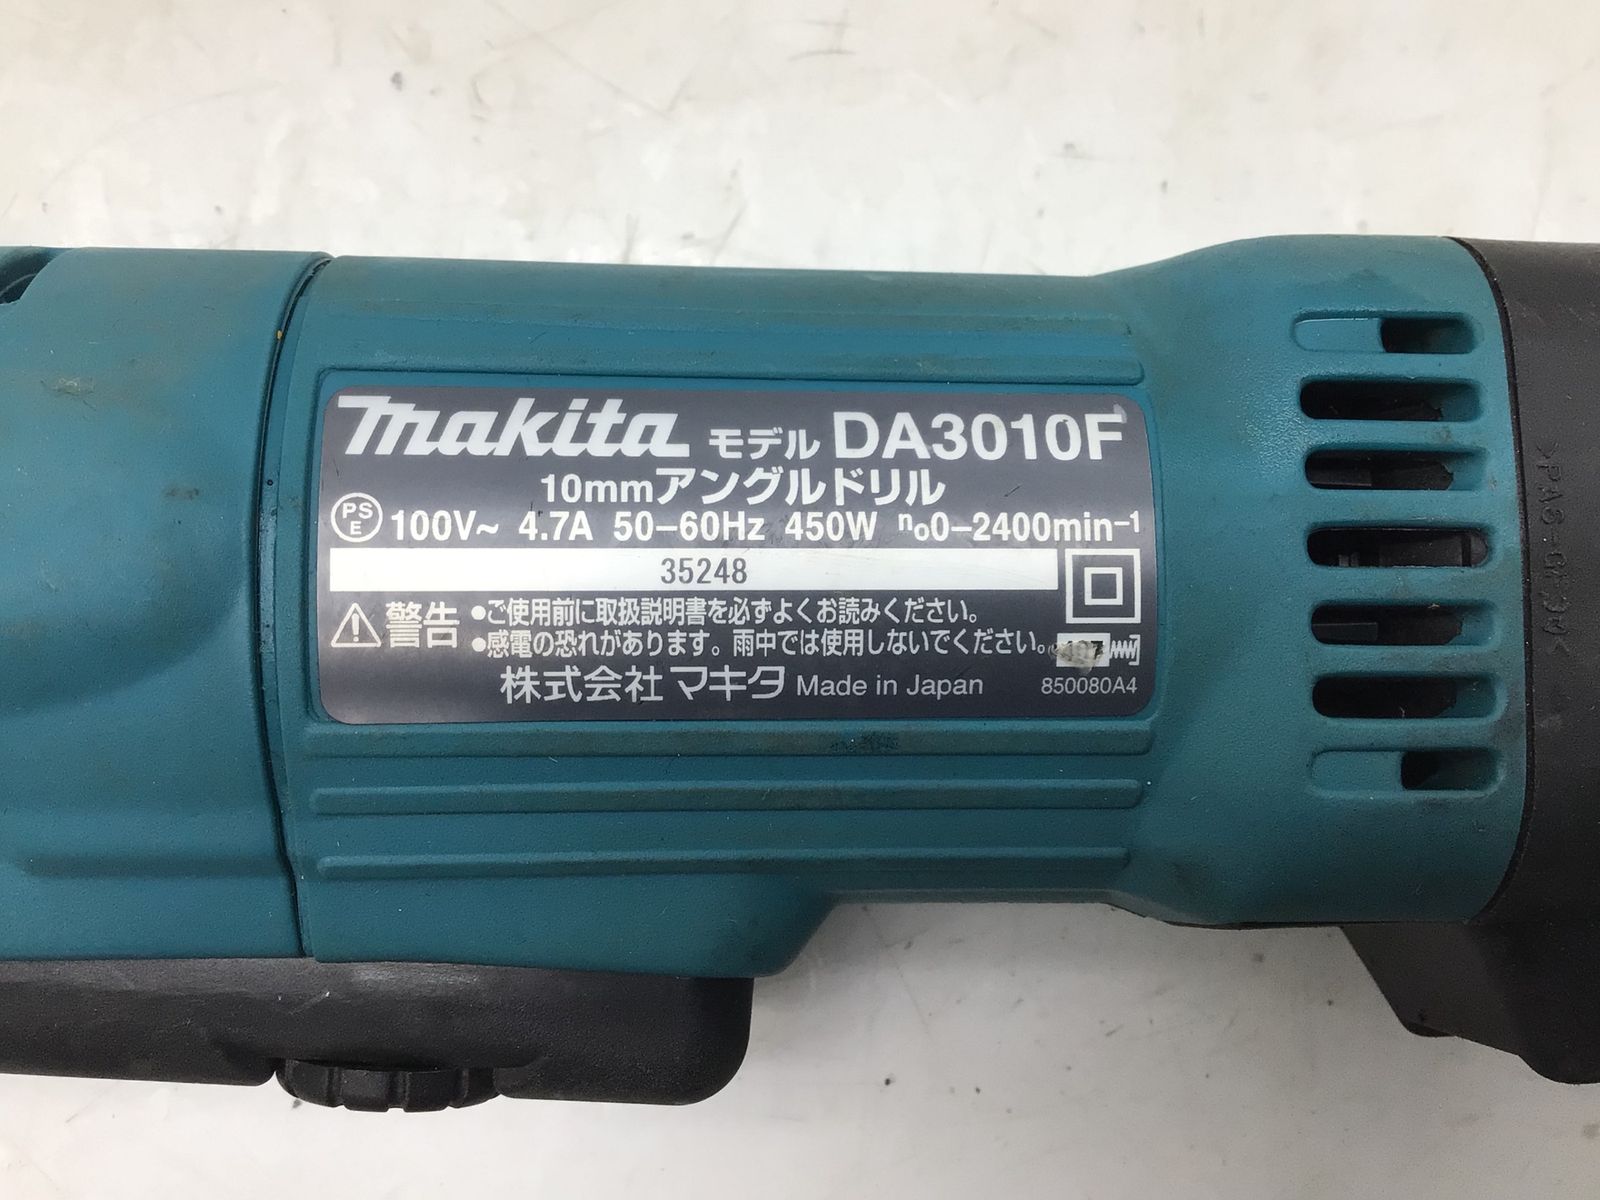 makita モデル DA3010F
10mmアングルドリル
PSE 100V~ 4.7A 50-60Hz 450W n₀0-2400min⁻¹
35248
警告 •ご使用前に取扱説明書を必ずよくお読みください。
•感電の恐れがあります。雨中では使用しないでください。
株式会社マキタ Made in Japan 850080A4